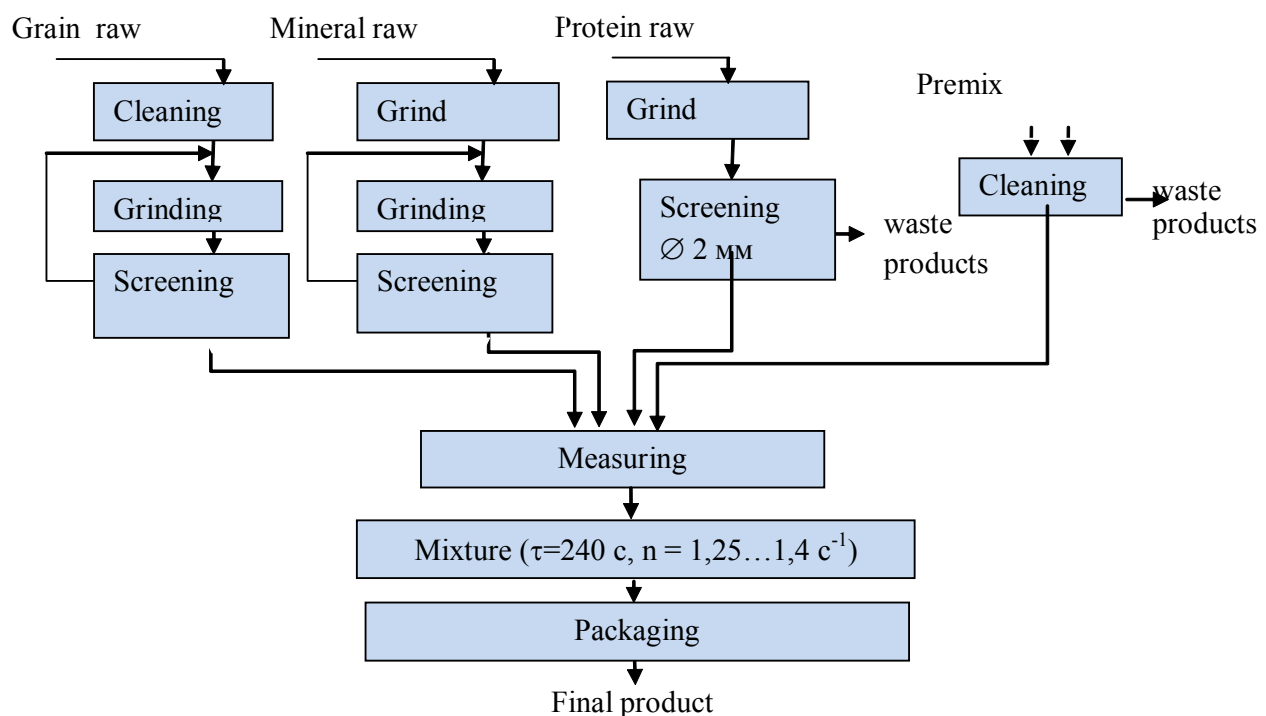 Grain raw
Mineral raw
Protein raw
Premix
Cleaning
Grind
Grind
Cleaning
waste
products
Grinding
Grinding
Screening
∅ 2 мм
waste
products
Screening
Screening
Measuring
Mixture (τ=240 c, n = 1,25…1,4 c⁻¹)
Packaging
Final product